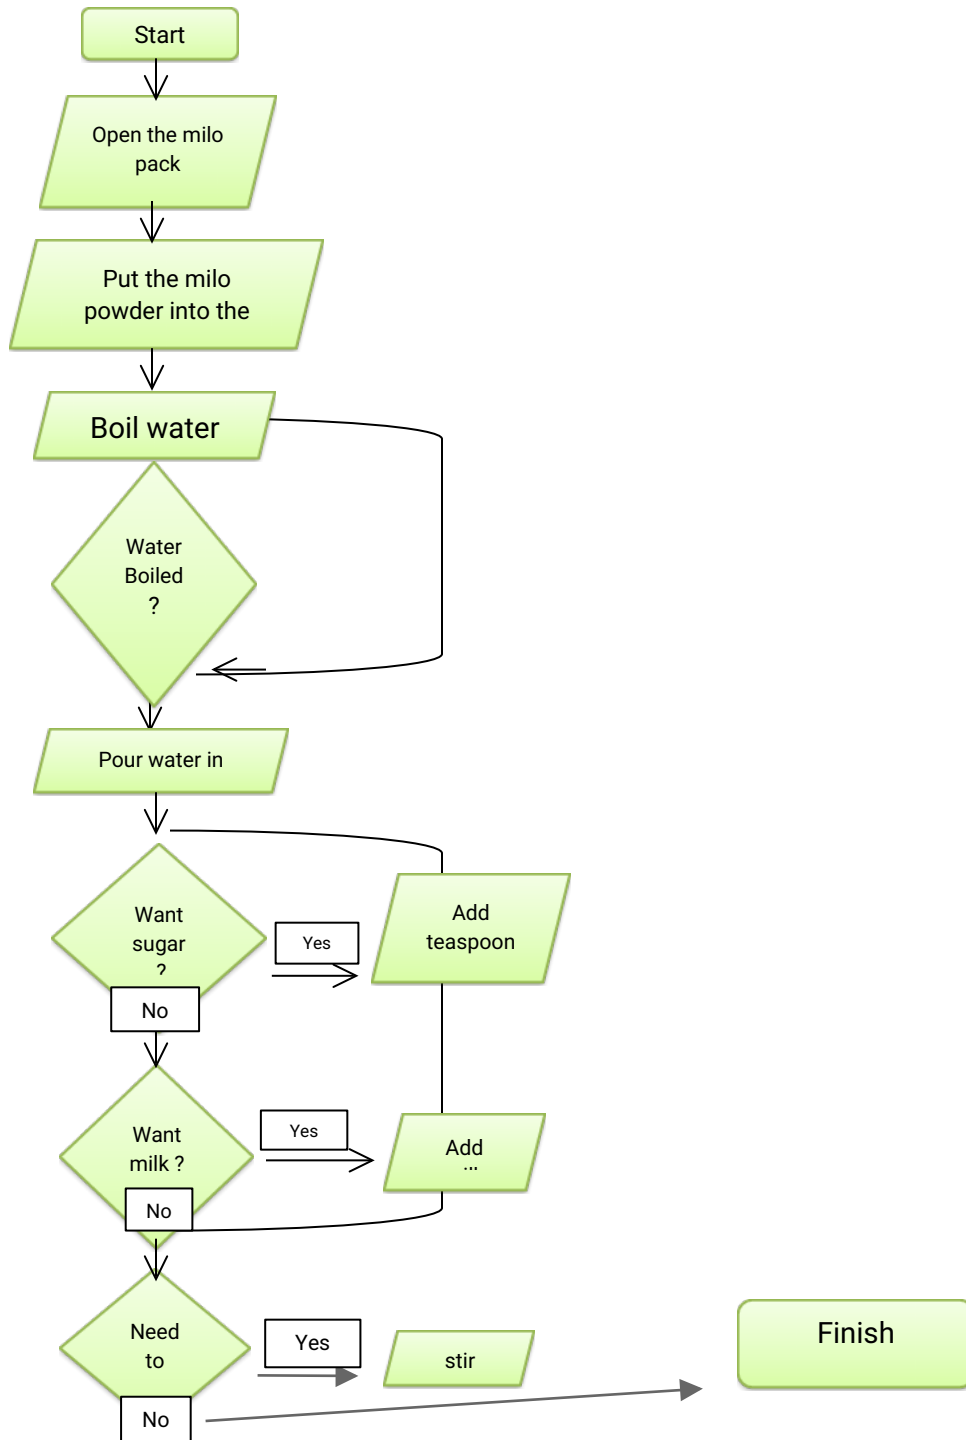 Start
Open the milo
pack
Put the milo
powder into the
Boil water
Water
Boiled
?
Pour water in
Want
sugar
?
Yes
Add
teaspoon
No
Want
milk ?
Yes
Add
No
Need
to
Yes
stir
Finish
No